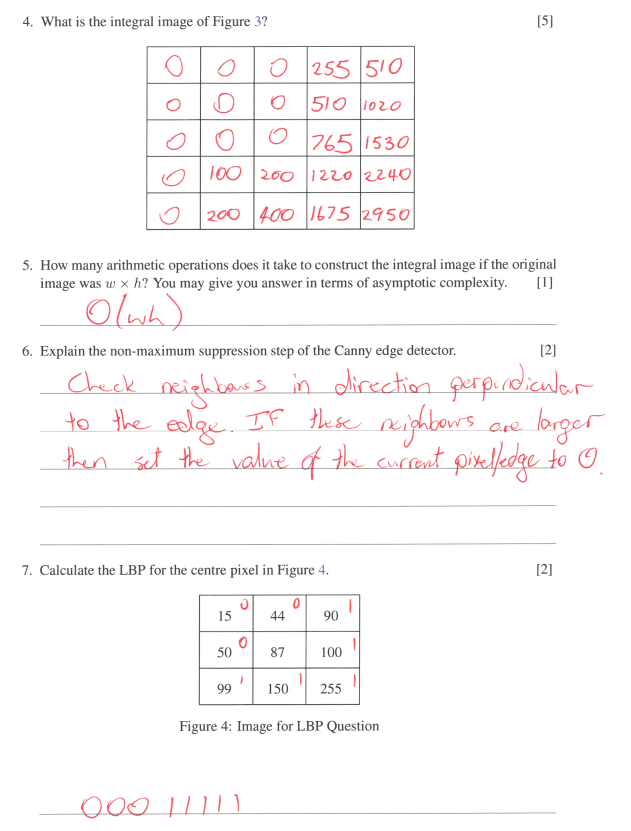 4. What is the integral image of Figure 3? [5]
0 0 0 255 510
0 0 0 510 1020
0 0 0 765 1530
0 100 200 1220 2240
0 200 400 1675 2950
5. How many arithmetic operations does it take to construct the integral image if the original
image was w × h? You may give you answer in terms of asymptotic complexity. [1]
O(wh)
6. Explain the non-maximum suppression step of the Canny edge detector. [2]
Check neighbours in direction perpendicular
to the edge. IF these neighbours are larger
then set the value of the current pixel/edge to 0.
7. Calculate the LBP for the centre pixel in Figure 4. [2]
15 0 44 0 90 1
50 0 87 100 1
99 1 150 1 255 1
Figure 4: Image for LBP Question
000 11111